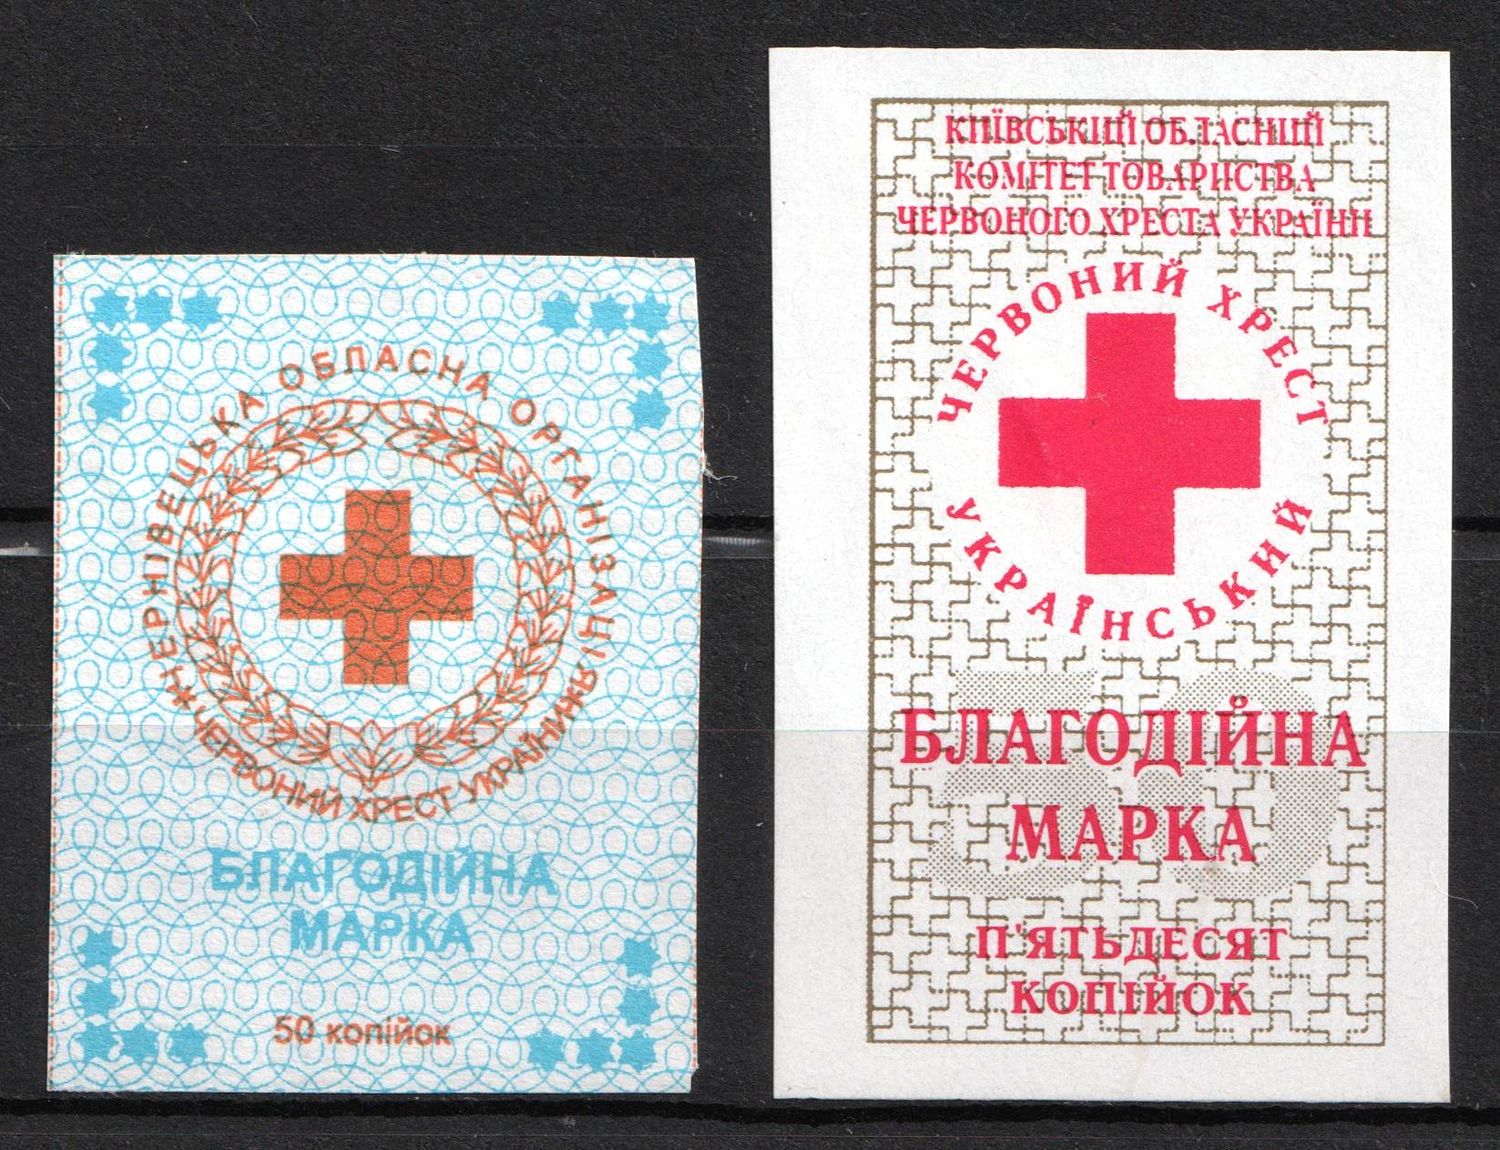 ЧЕРНІВЕЦЬКА ОБЛАСНА ОРГАНІЗАЦІЯ
ЧЕРВОНИЙ ХРЕСТ УКРАЇНИ
БЛАГОДІЙНА
МАРКА
50 копійок
КИЇВСЬКИЙ ОБЛАСНИЙ
КОМІТЕТ ТОВАРИСТВА
ЧЕРВОНОГО ХРЕСТА УКРАЇНИ
ЧЕРВОНИЙ ХРЕСТ
УКРАЇНСЬКИЙ
50
БЛАГОДІЙНА
МАРКА
П'ЯТЬДЕСЯТ
КОПІЙОК